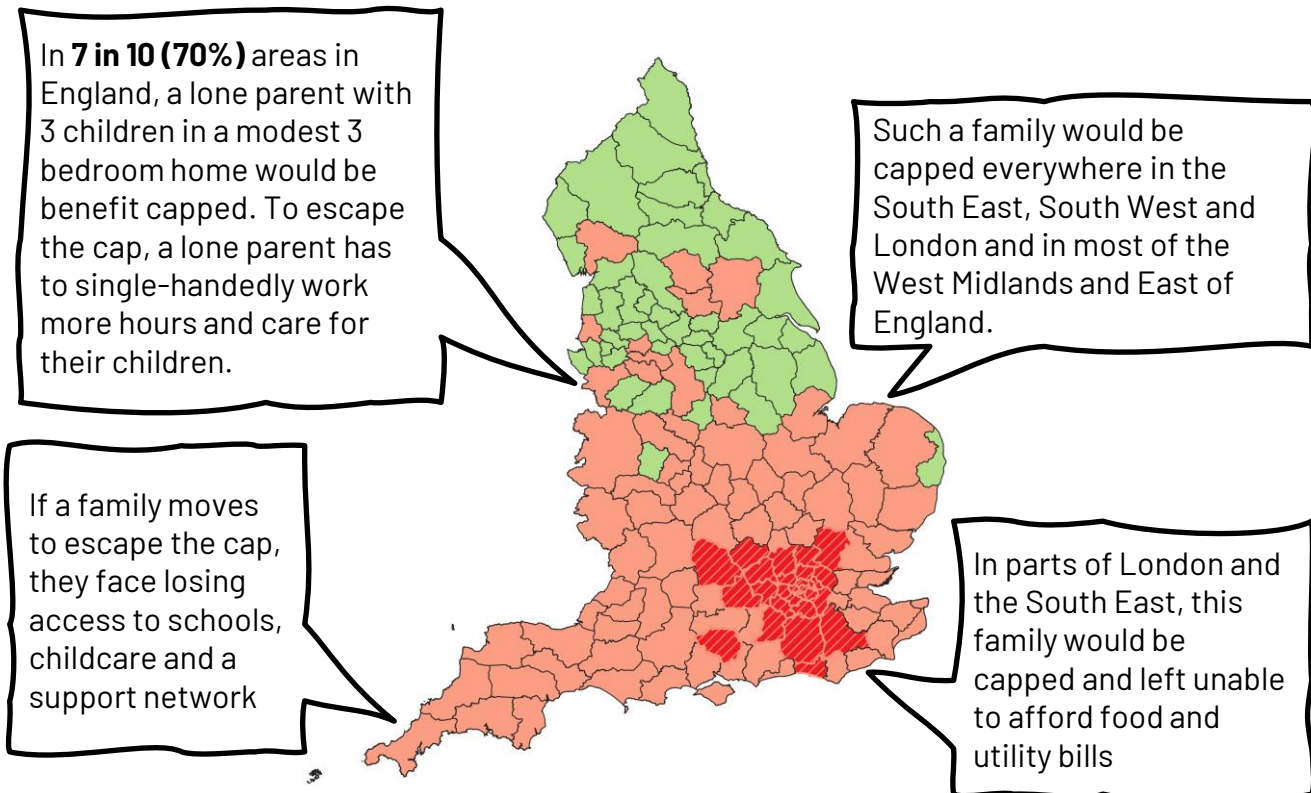 In 7 in 10 (70%) areas in
England, a lone parent with
3 children in a modest 3
bedroom home would be
benefit capped. To escape
the cap, a lone parent has
to single-handedly work
more hours and care for
their children.
Such a family would be
capped everywhere in the
South East, South West and
London and in most of the
West Midlands and East of
England.
If a family moves
to escape the cap,
they face losing
access to schools,
childcare and a
support network
In parts of London and
the South East, this
family would be
capped and left unable
to afford food and
utility bills